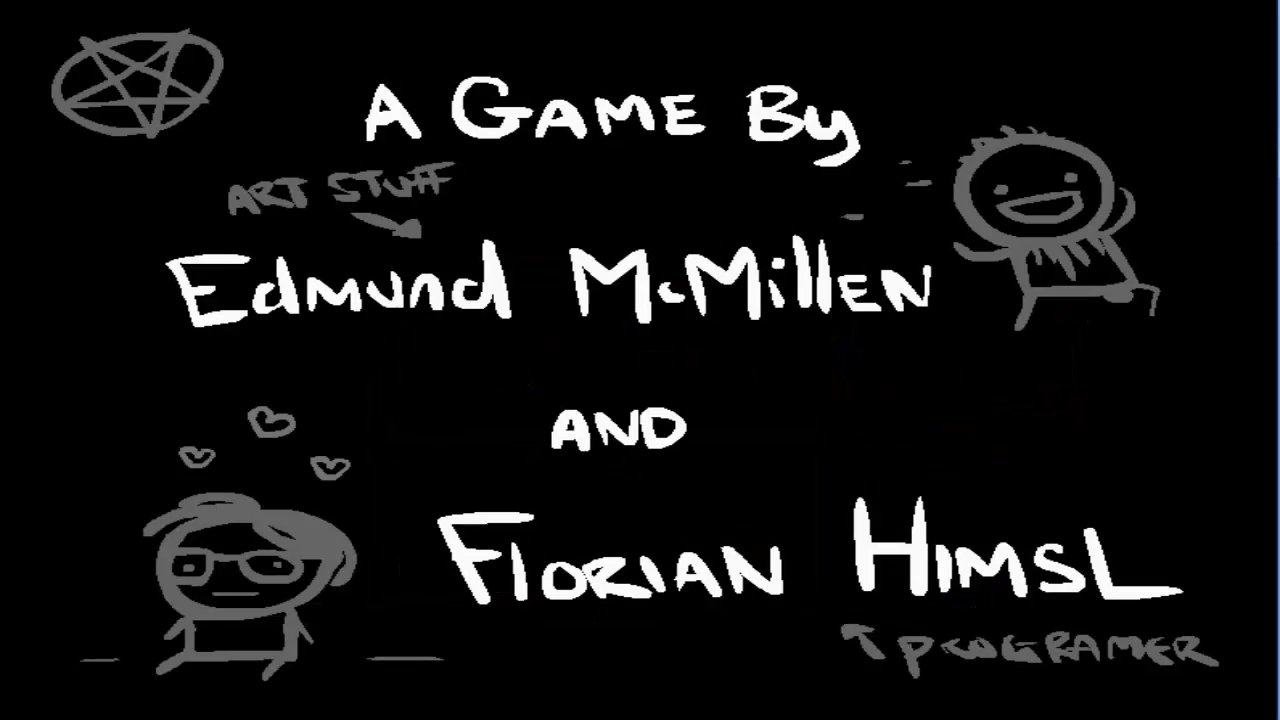 A GAME By
ART STUFF
Edmund McMillEN
AND
FlORIAN HIMSL
pROGRAMER